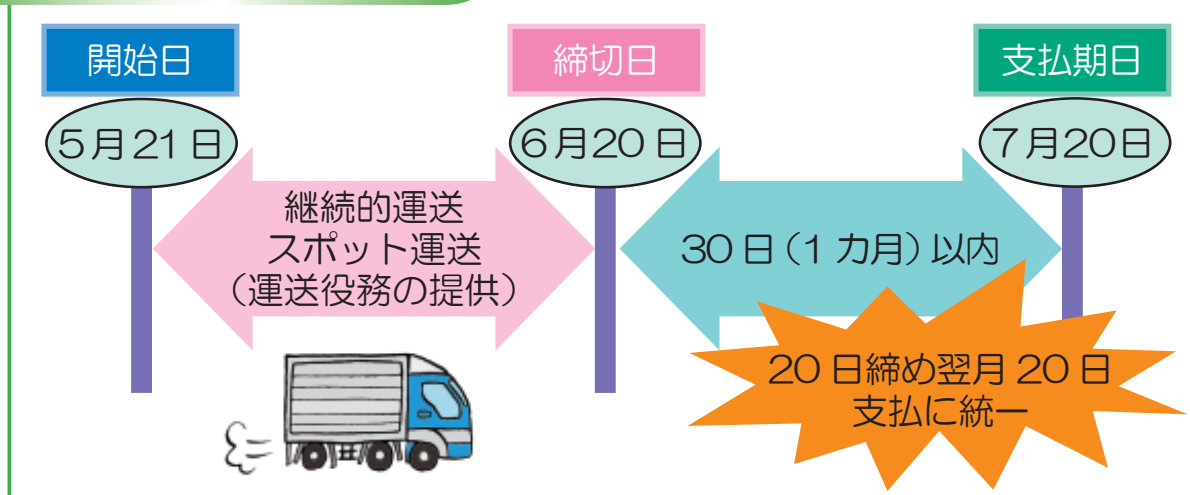 開始日
締切日
支払期日
5月21日
6月20日
7月20日
継続的運送
スポット運送
（運送役務の提供）
30日（1カ月）以内
20日締め翌月20日
支払に統一